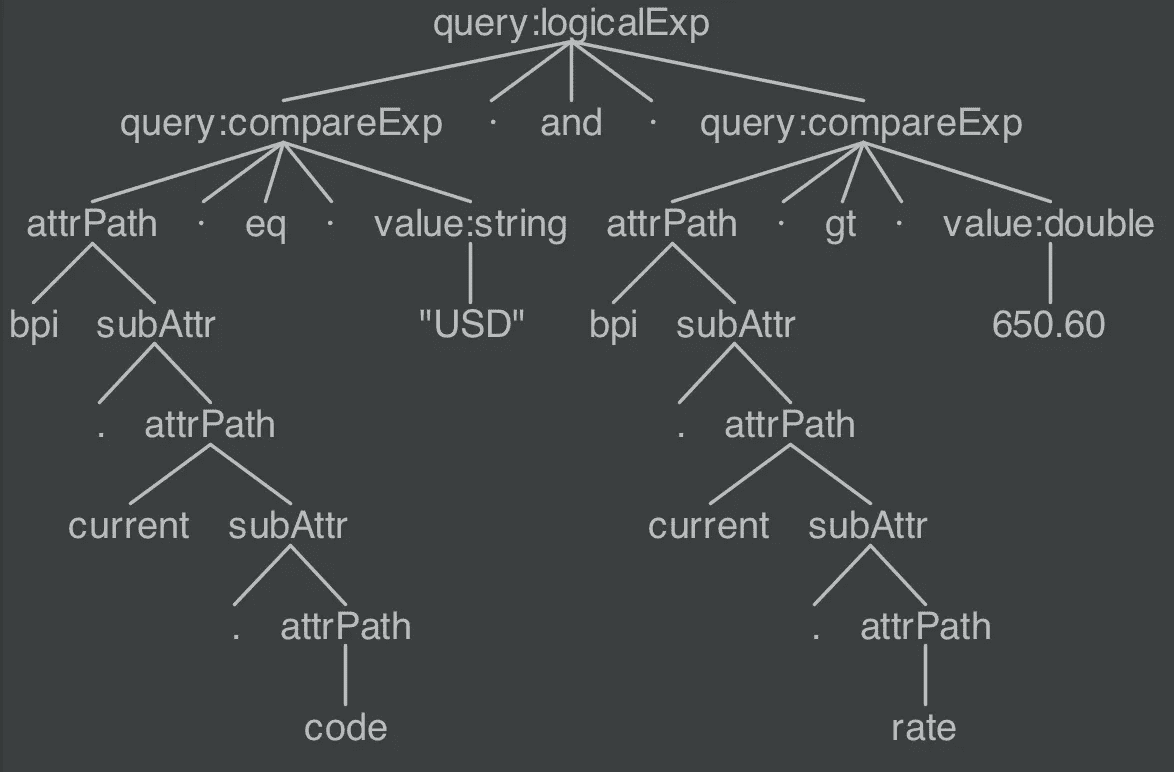 query:logicalExp
query:compareExp · and · query:compareExp
attrPath · eq · value:string attrPath · gt · value:double
bpi subAttr "USD" bpi subAttr 650.60
. attrPath . attrPath
current subAttr current subAttr
. attrPath . attrPath
code rate